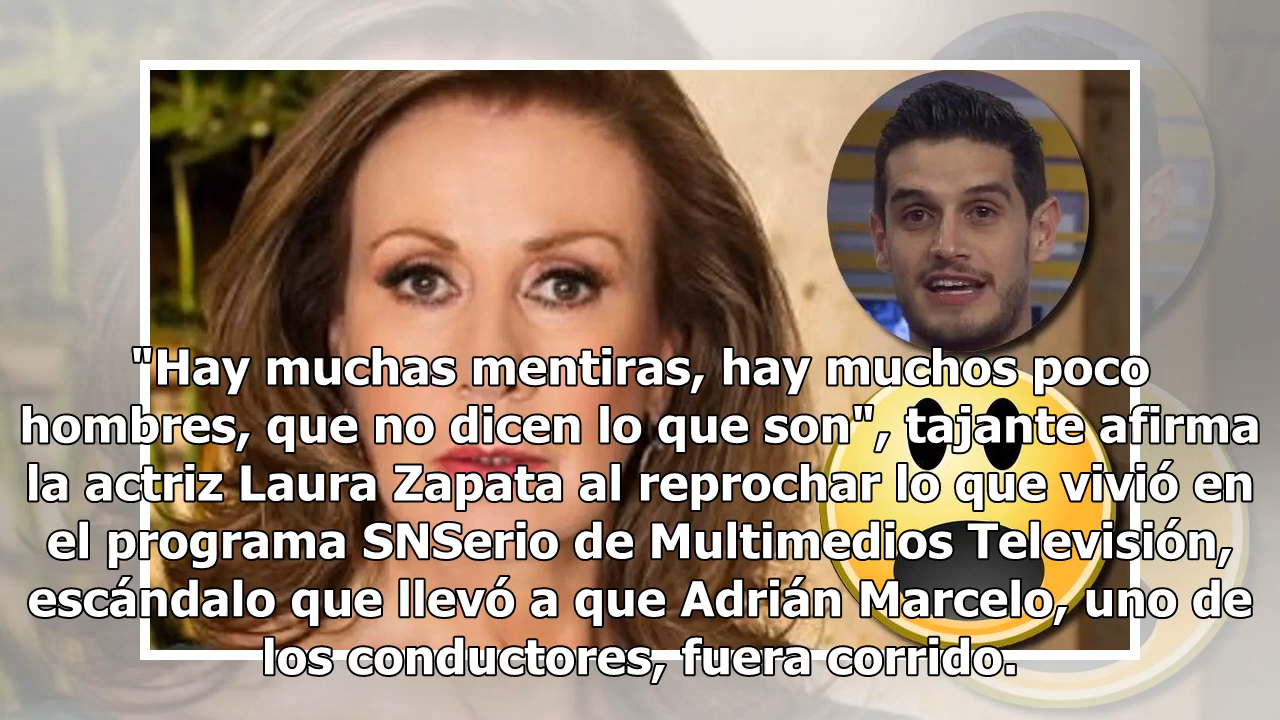 "Hay muchas mentiras, hay muchos poco
hombres, que no dicen lo que son", tajante afirma
la actriz Laura Zapata al reprochar lo que vivió en
el programa SNSerio de Multimedios Televisión,
escándalo que llevó a que Adrián Marcelo, uno de
los conductores, fuera corrido.